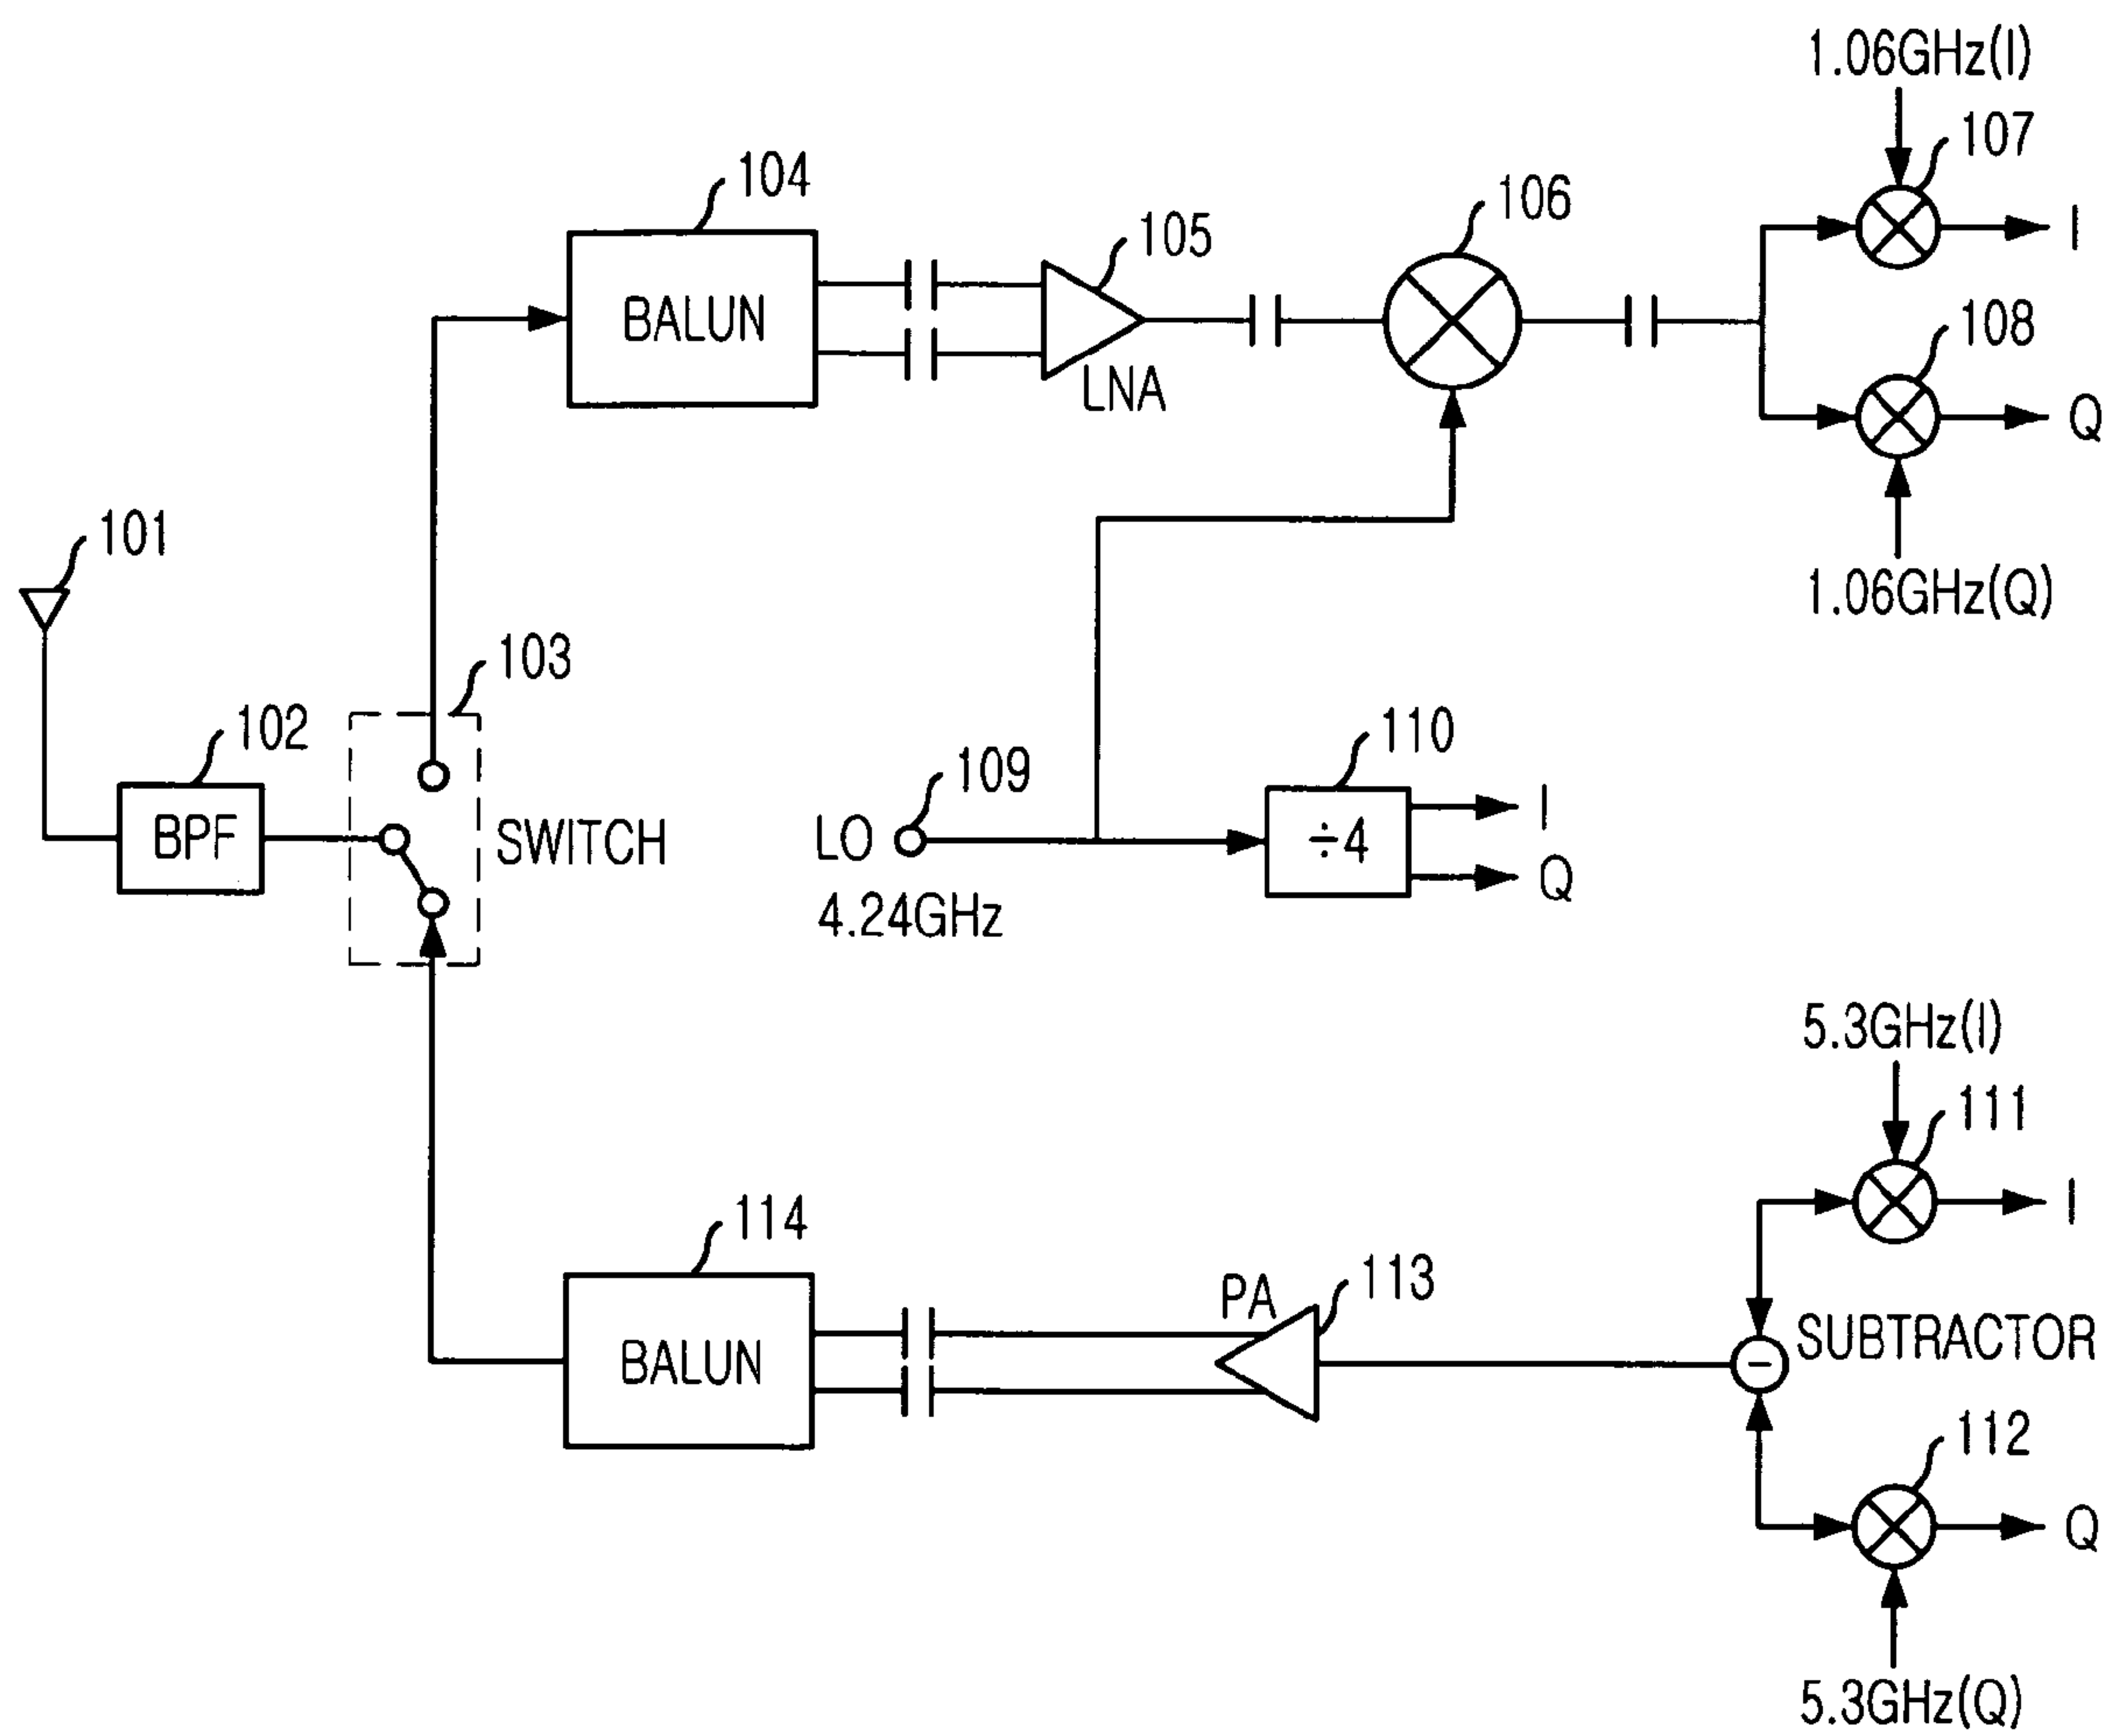 1.06GHz(I)
107
104
106
105
I
BALUN
108
LNA
Q
101
1.06GHz(Q)
103
102
110
109
I
BPF
SWITCH
LO
÷4
Q
4.24GHz
5.3GHz(I)
111
114
I
113
PA
SUBTRACTOR
−
BALUN
112
Q
5.3GHz(Q)